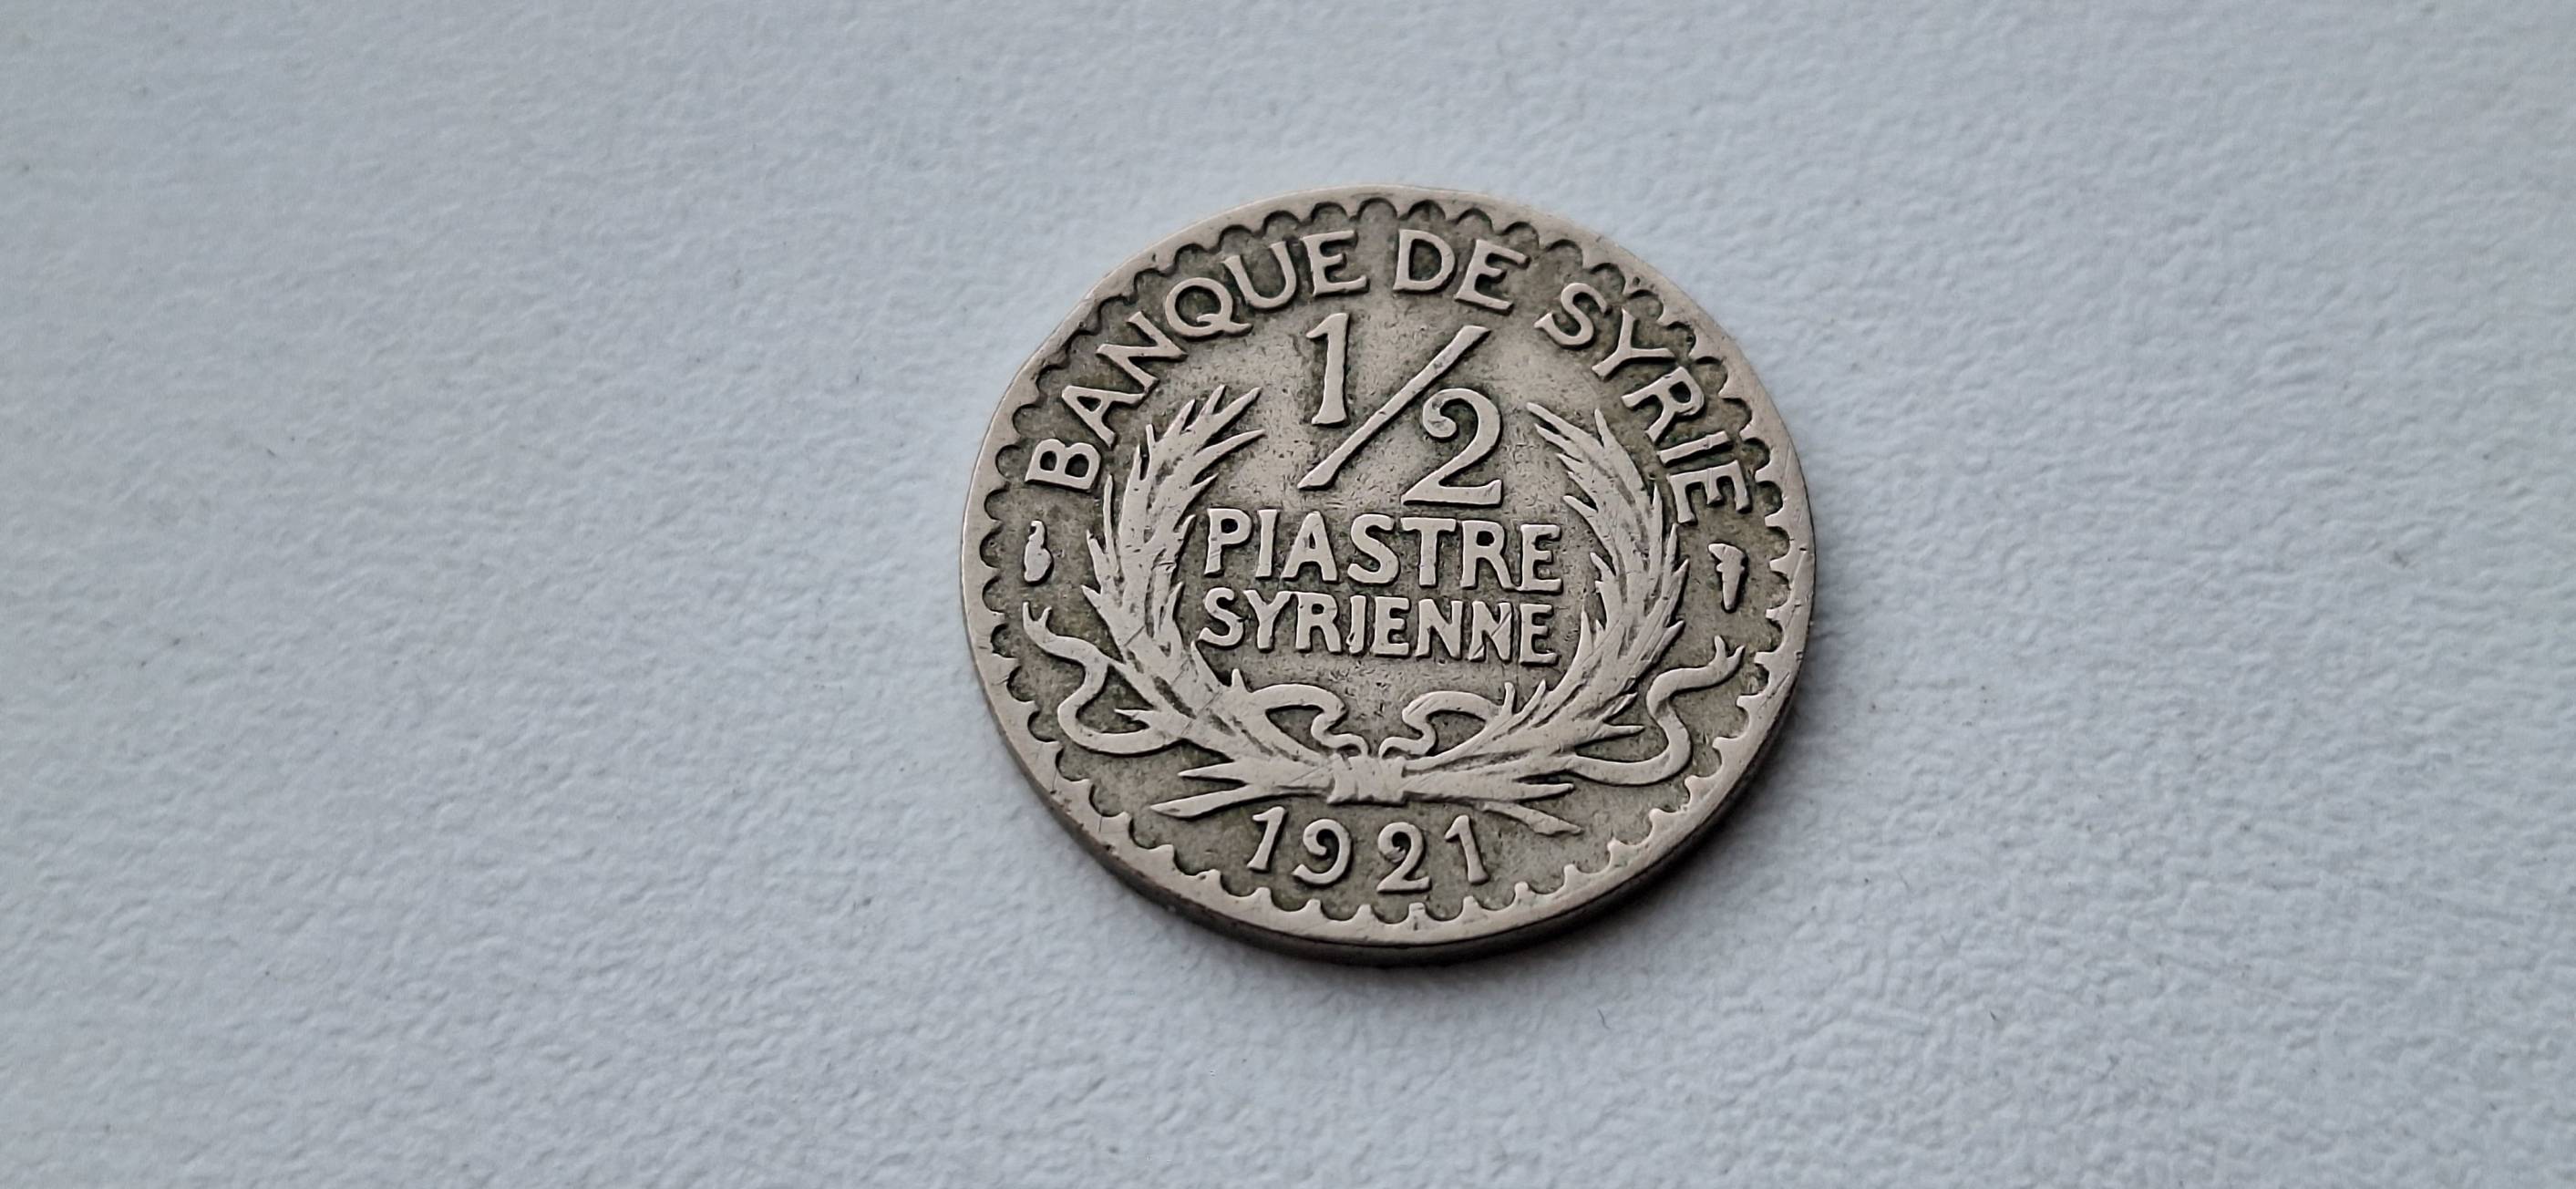 BANQUE DE SYRIE
1/2
PIASTRE
SYRIENNE
1921